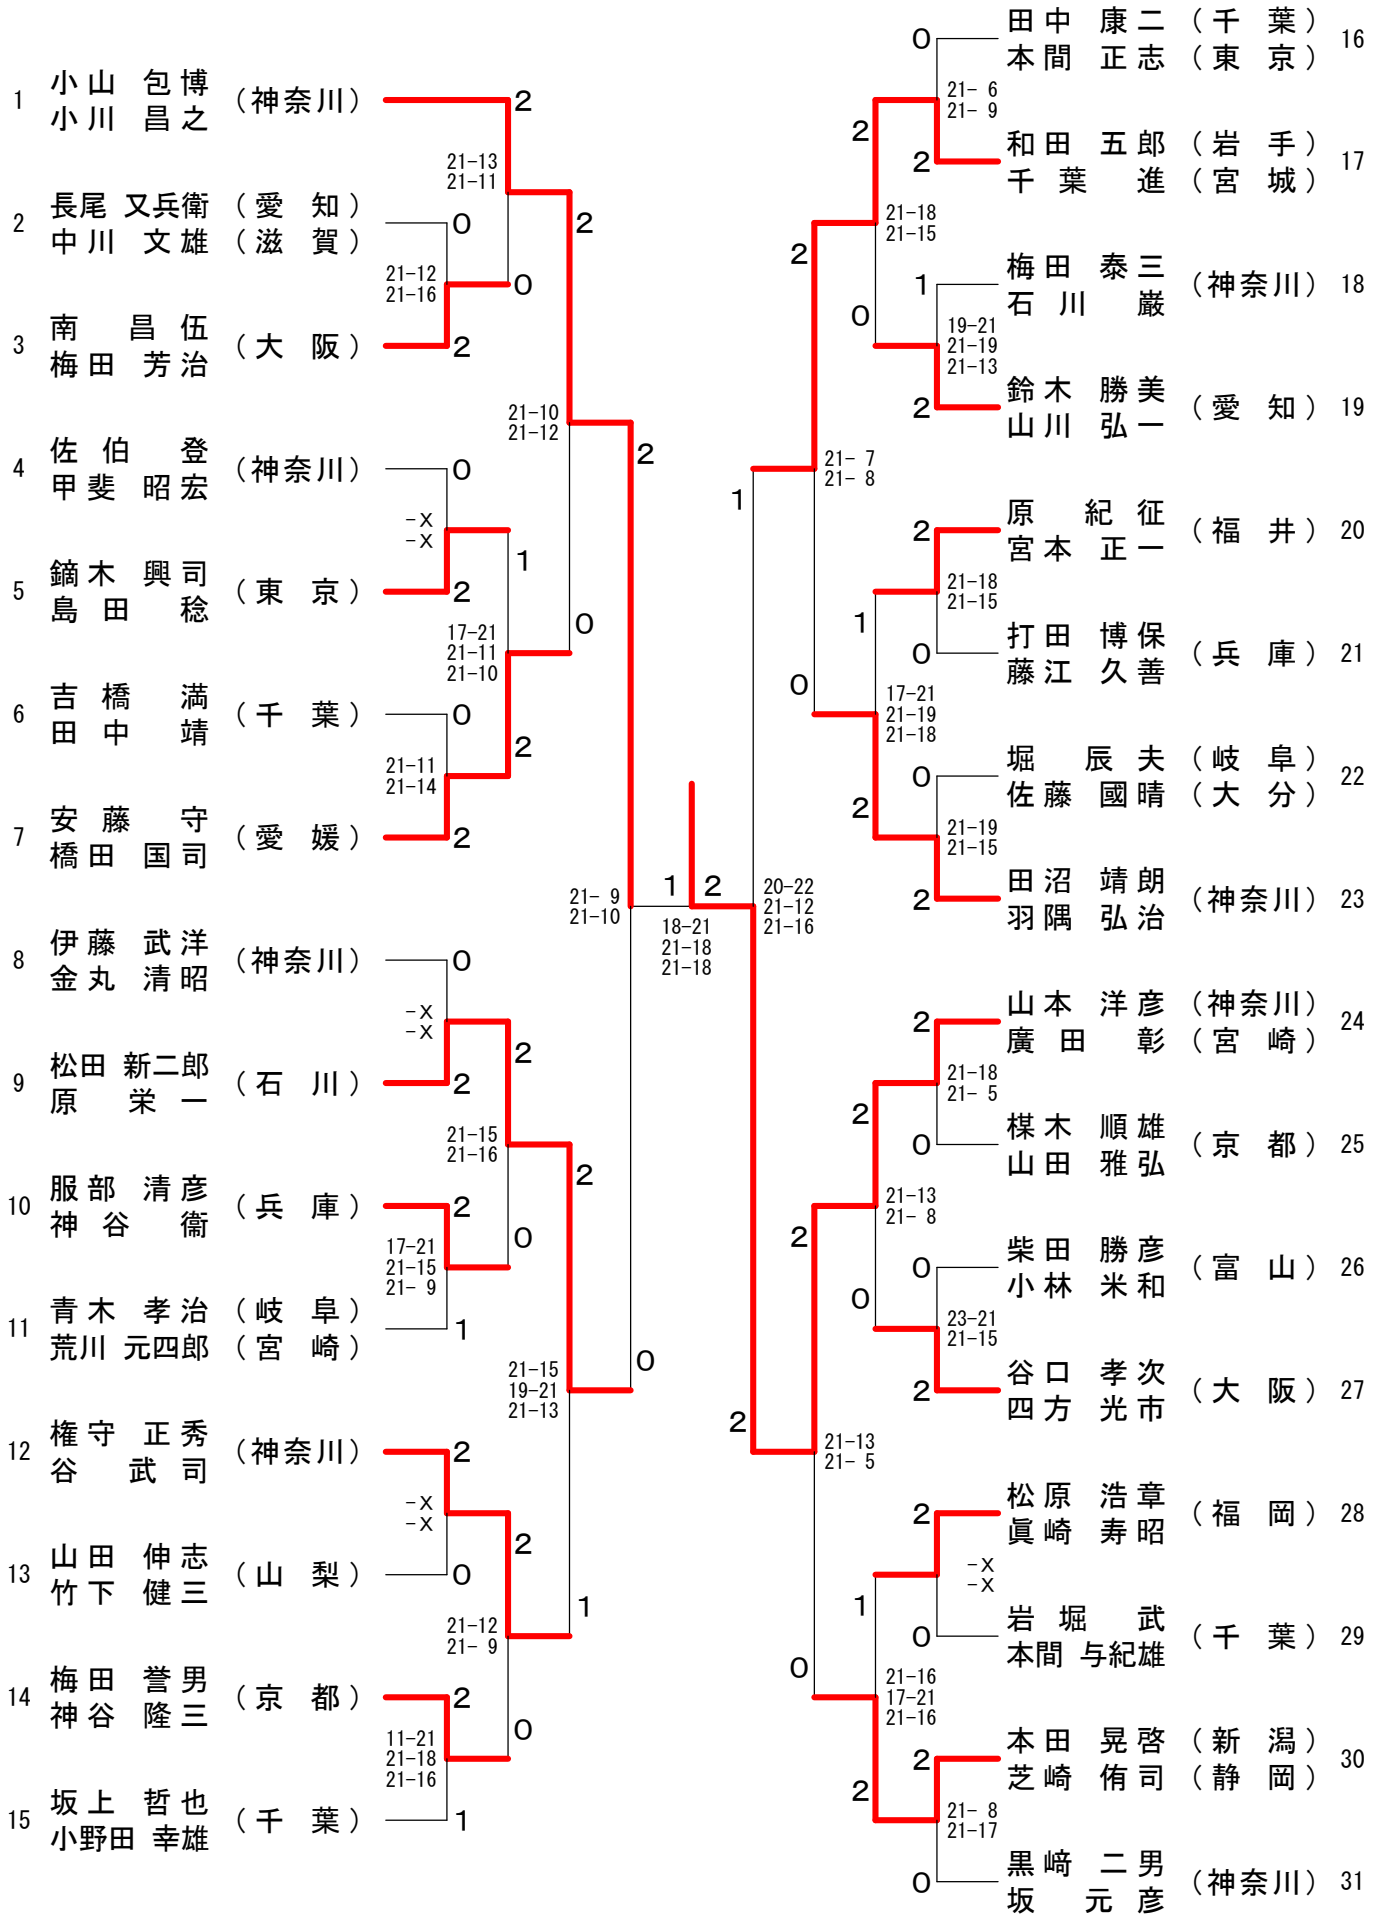 1 小山 包博 (神奈川)
小川 昌之
2
21-13
21-11
2 長尾 又兵衛 (愛 知)
中川 文雄 (滋 賀)
0
2
21-12
21-16
0
3 南 昌伍 (大 阪)
梅田 芳治
2
21-10
21-12
4 佐伯 登 (神奈川)
甲斐 昭宏
0
2
-X
-X
1
5 鏑木 興司 (東 京)
島田 稔
2
0
17-21
21-11
21-10
6 吉橋 満 (千 葉)
田中 靖
0
2
21-11
21-14
7 安藤 守 (愛 媛)
橋田 国司
2
21- 9
21-10
1
2
18-21
21-18
21-18
8 伊藤 武洋 (神奈川)
金丸 清昭
0
-X
-X
2
9 松田 新二郎 (石 川)
原 栄一
2
21-15
21-16
2
10 服部 清彦 (兵 庫)
神谷 衞
2
0
17-21
21-15
21- 9
11 青木 孝治 (岐 阜)
荒川 元四郎 (宮 崎)
1
0
21-15
19-21
21-13
12 権守 正秀 (神奈川)
谷 武司
2
-X
-X
2
13 山田 伸志 (山 梨)
竹下 健三
0
1
21-12
21- 9
14 梅田 誉男 (京 都)
神谷 隆三
2
0
11-21
21-18
21-16
15 坂上 哲也 (千 葉)
小野田 幸雄
1
0 田中 康二 (千 葉) 16
本間 正志 (東 京)
21- 6
21- 9
2
2 和田 五郎 (岩 手) 17
千葉 進 (宮 城)
21-18
21-15
2
1 梅田 泰三 (神奈川) 18
石川 巌
0
19-21
21-19
21-13
2 鈴木 勝美 (愛 知) 19
山川 弘一
21- 7
21- 8
1
2 原 紀征 (福 井) 20
宮本 正一
21-18
21-15
1
0 打田 博保 (兵 庫) 21
藤江 久善
0
17-21
21-19
21-18
0 堀 辰夫 (岐 阜) 22
佐藤 國晴 (大 分)
2
21-19
21-15
2 田沼 靖朗 (神奈川) 23
羽隅 弘治
20-22
21-12
21-16
2 山本 洋彦 (神奈川) 24
廣田 彰 (宮 崎)
21-18
21- 5
2
0 楳木 順雄 (京 都) 25
山田 雅弘
21-13
21- 8
2
0 柴田 勝彦 (富 山) 26
小林 米和
0
23-21
21-15
2 谷口 孝次 (大 阪) 27
四方 光市
2
21-13
21- 5
2 松原 浩章 (福 岡) 28
眞崎 寿昭
-X
-X
1
0 岩堀 武 (千 葉) 29
本間 与紀雄
0
21-16
17-21
21-16
2 本田 晃啓 (新 潟) 30
芝崎 侑司 (静 岡)
2
21- 8
21-17
0 黒﨑 二男 (神奈川) 31
坂 元彦